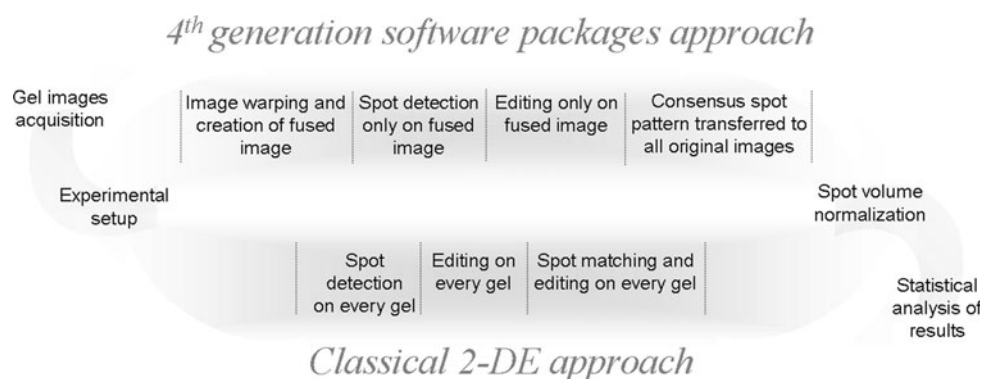 4th generation software packages approach
Gel images
acquisition
Image warping and
creation of fused
image
Spot detection
only on fused
image
Editing only on
fused image
Consensus spot
pattern transferred to
all original images
Experimental
setup
Spot volume
normalization
Spot
detection
on every gel
Editing on
every gel
Spot matching and
editing on every gel
Statistical
analysis of
results
Classical 2-DE approach